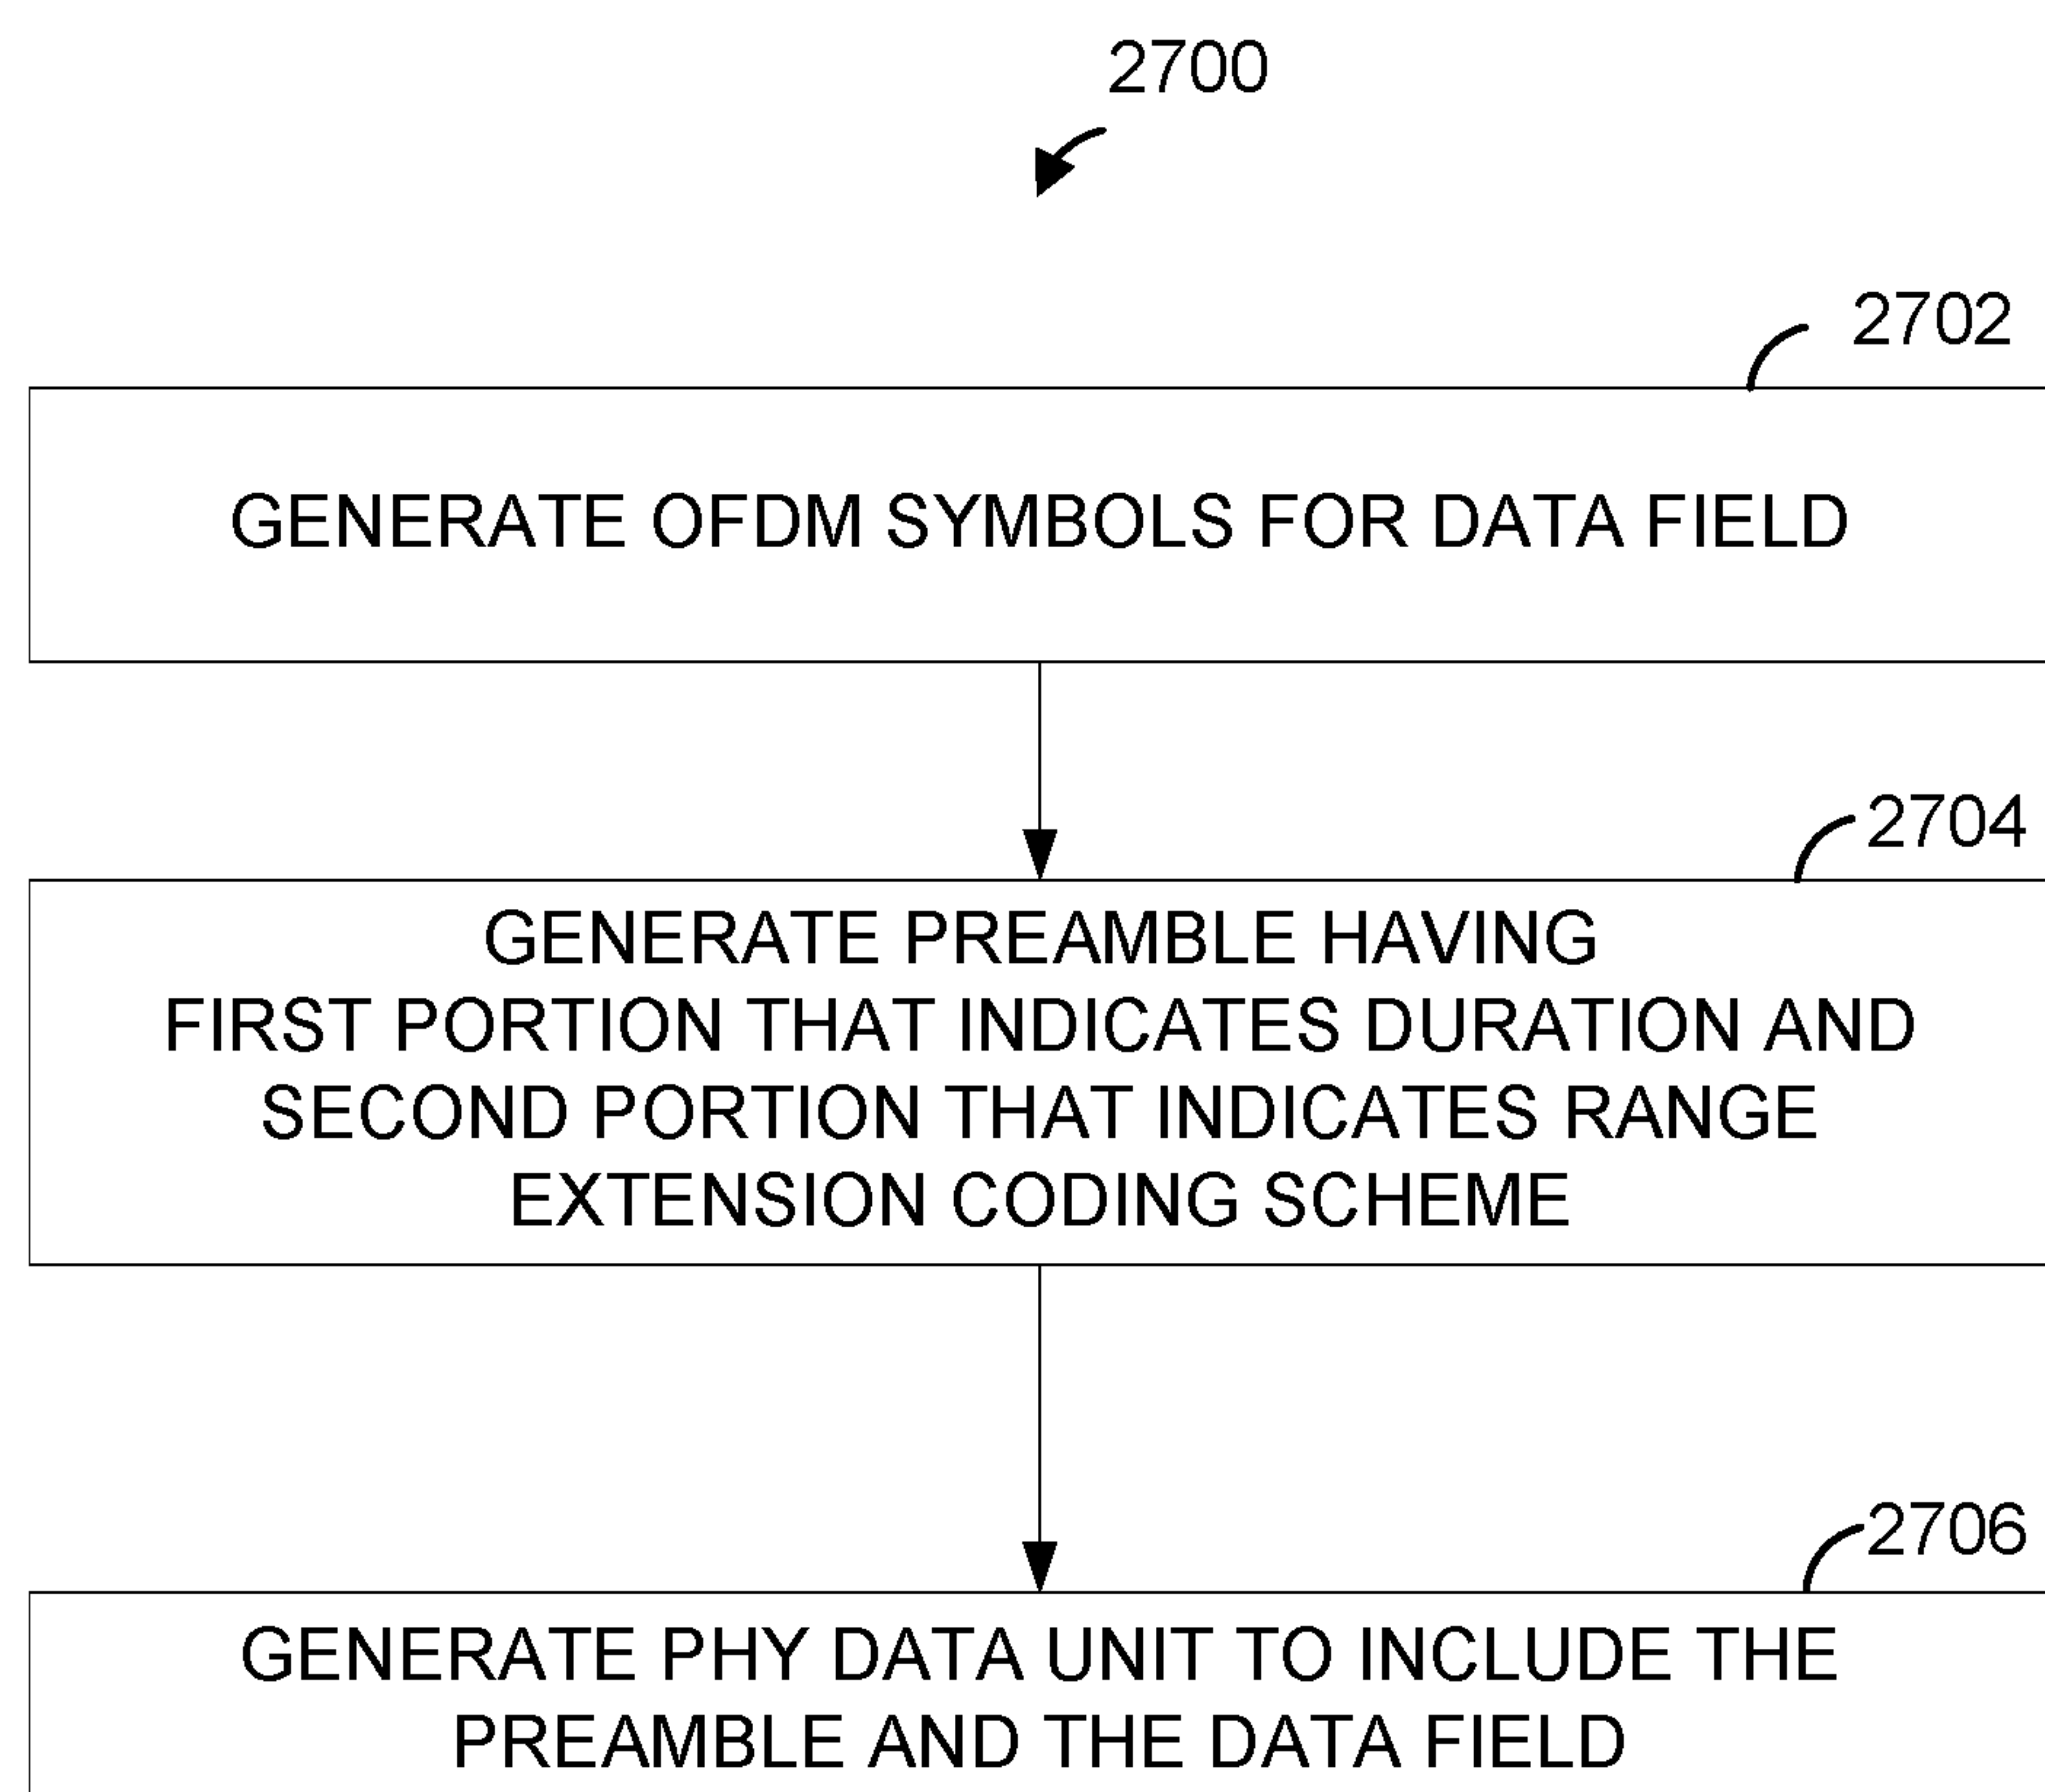 2700
2702
GENERATE OFDM SYMBOLS FOR DATA FIELD
2704
GENERATE PREAMBLE HAVING
FIRST PORTION THAT INDICATES DURATION AND
SECOND PORTION THAT INDICATES RANGE
EXTENSION CODING SCHEME
2706
GENERATE PHY DATA UNIT TO INCLUDE THE
PREAMBLE AND THE DATA FIELD